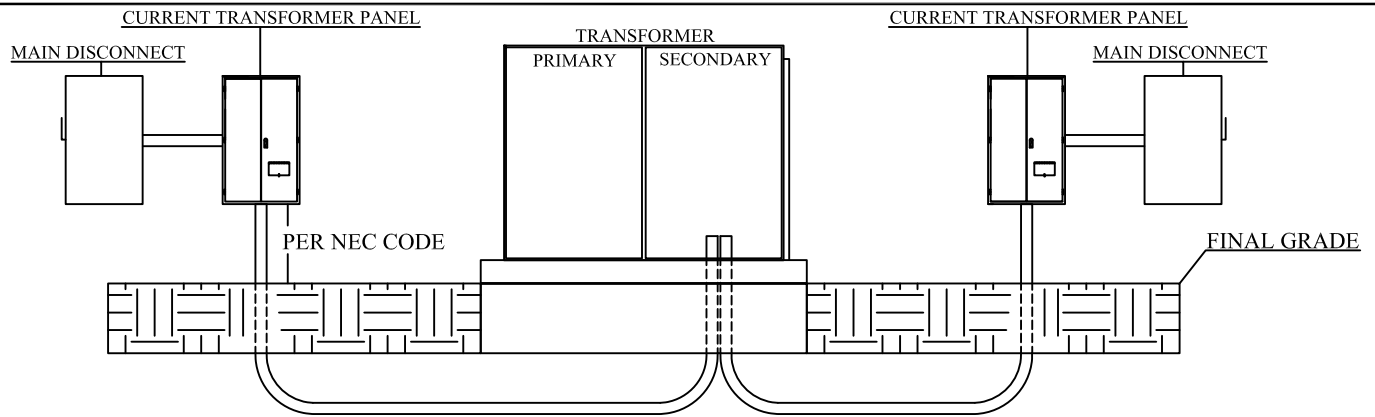 CURRENT TRANSFORMER PANEL
CURRENT TRANSFORMER PANEL
TRANSFORMER
MAIN DISCONNECT
PRIMARY
SECONDARY
MAIN DISCONNECT
PER NEC CODE
FINAL GRADE